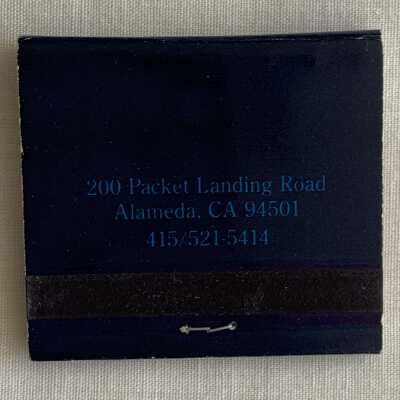 200 Packet Landing Road
Alameda, CA 94501
415/521-5414